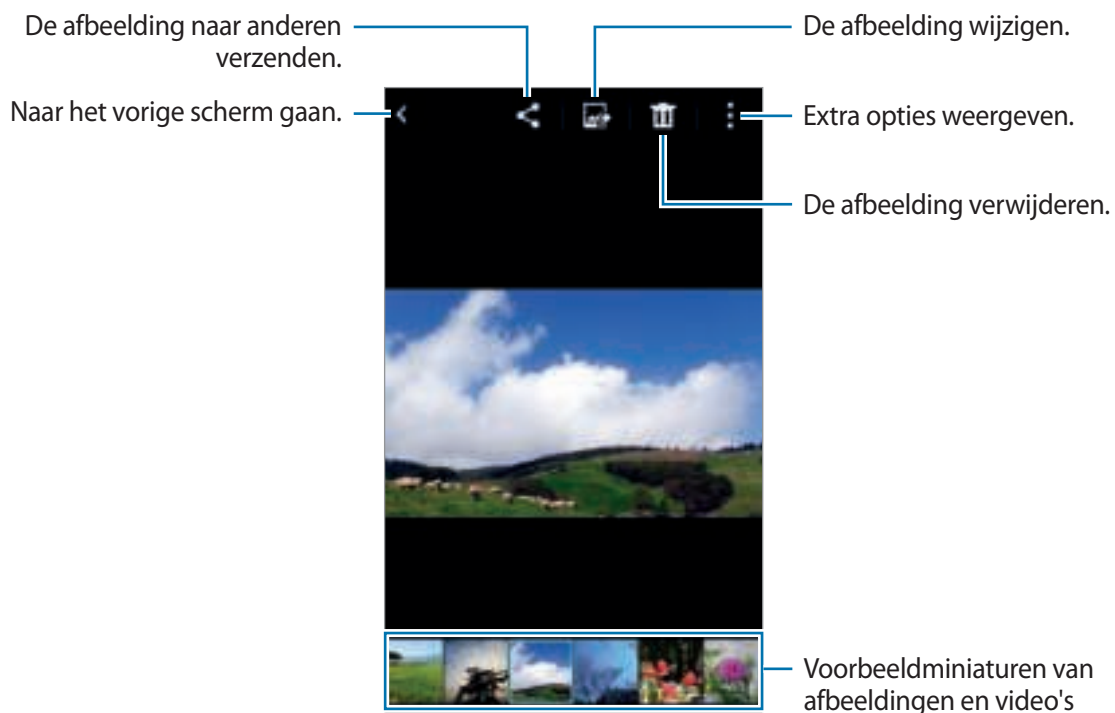 De afbeelding naar anderen
verzenden.
Naar het vorige scherm gaan.
De afbeelding wijzigen.
Extra opties weergeven.
De afbeelding verwijderen.
Voorbeeldminiaturen van
afbeeldingen en video's